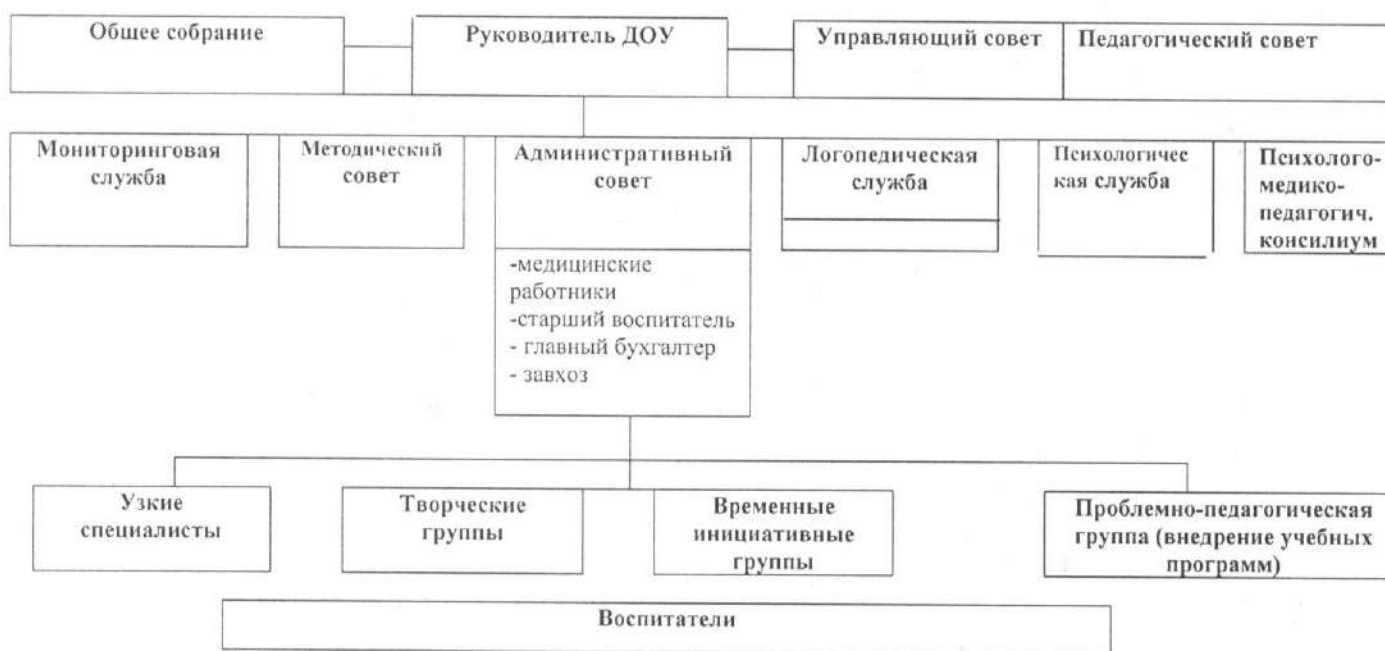 Общее собрание
Руководитель ДОУ
Управляющий совет
Педагогический совет
Мониторинговая
служба
Методический
совет
Административный
совет
Логопедическая
служба
Психологичес
кая служба
Психолого-
медико-
педагогич.
консилиум
-медицинские
работники
-старший воспитатель
- главный бухгалтер
- завхоз
Узкие
специалисты
Творческие
группы
Временные
инициативные
группы
Проблемно-педагогическая
группа (внедрение учебных
программ)
Воспитатели